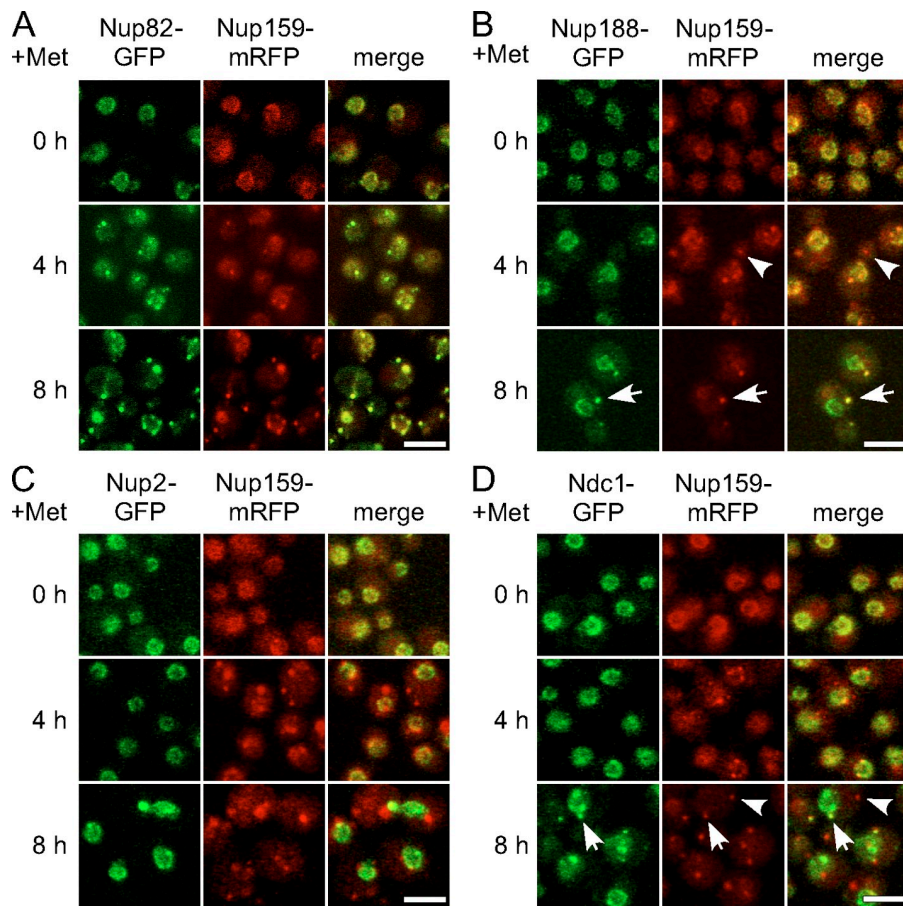 A Nup82- Nup159-
+Met GFP mRFP merge
0 h
4 h
8 h
B Nup188- Nup159-
+Met GFP mRFP merge
0 h
4 h
8 h
C Nup2- Nup159-
+Met GFP mRFP merge
0 h
4 h
8 h
D Ndc1- Nup159-
+Met GFP mRFP merge
0 h
4 h
8 h